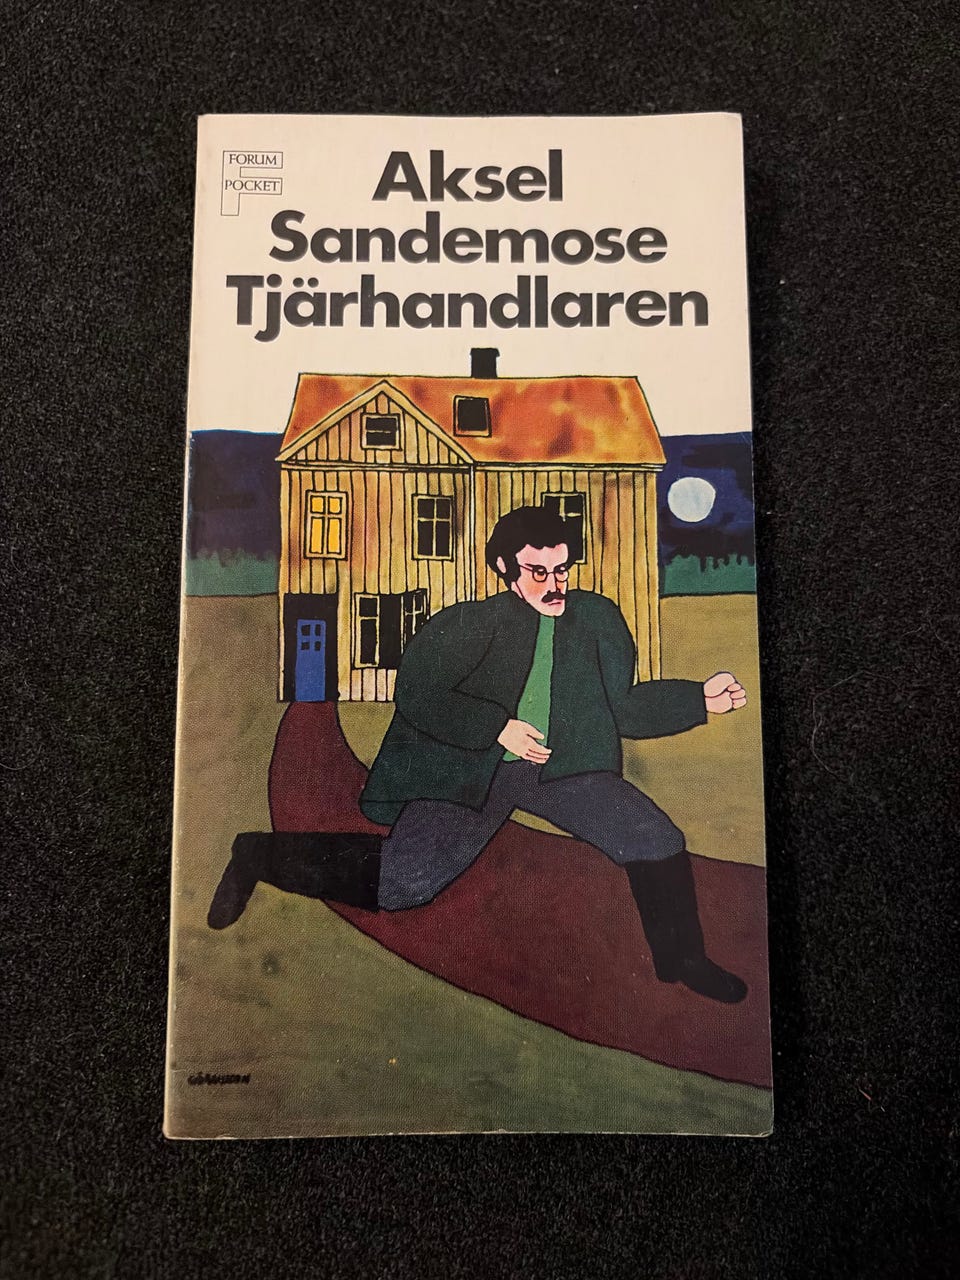 FORUM
POCKET
Aksel
Sandemose
Tjärhandlaren